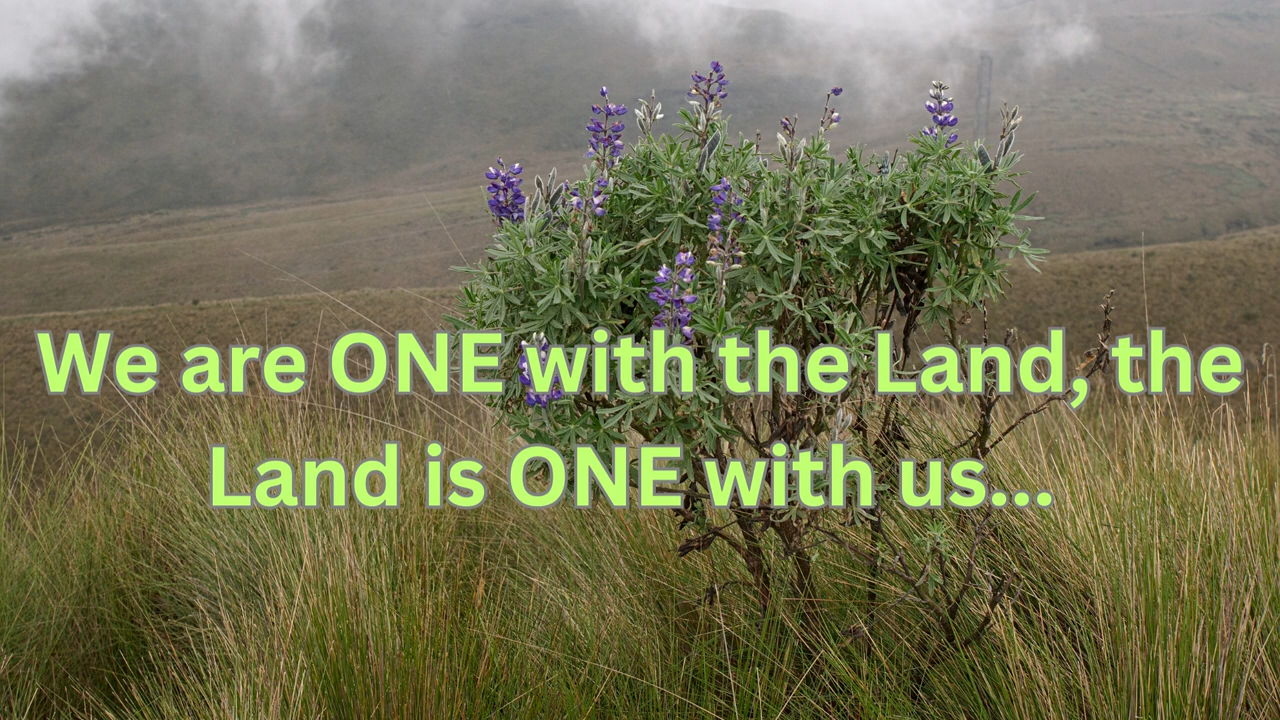 We are ONE with the Land, the
Land is ONE with us...